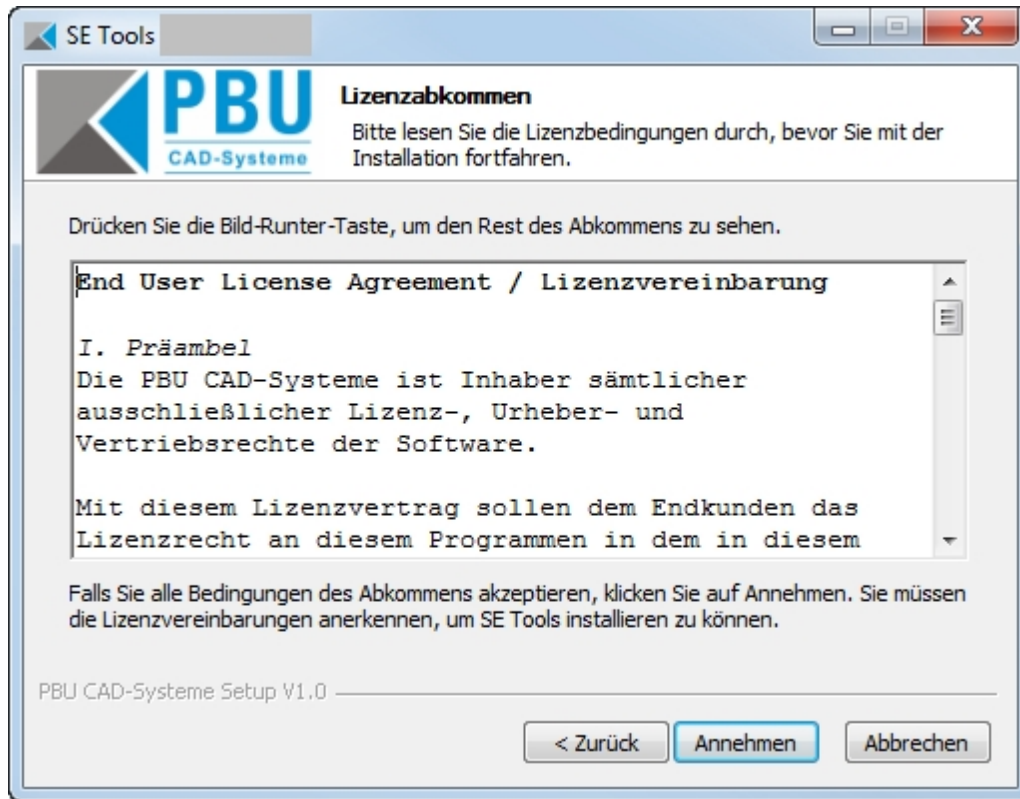 SE Tools
PBU
CAD-Systeme
Lizenzabkommen
Bitte lesen Sie die Lizenzbedingungen durch, bevor Sie mit der
Installation fortfahren.
Drücken Sie die Bild-Runter-Taste, um den Rest des Abkommens zu sehen.
End User License Agreement / Lizenzvereinbarung
I. Präambel
Die PBU CAD-Systeme ist Inhaber sämtlicher
ausschließlicher Lizenz-, Urheber- und
Vertriebsrechte der Software.
Mit diesem Lizenzvertrag sollen dem Endkunden das
Lizenzrecht an diesem Programmen in dem in diesem
Falls Sie alle Bedingungen des Abkommens akzeptieren, klicken Sie auf Annehmen. Sie müssen
die Lizenzvereinbarungen anerkennen, um SE Tools installieren zu können.
PBU CAD-Systeme Setup V1.0
< Zurück
Annehmen
Abbrechen